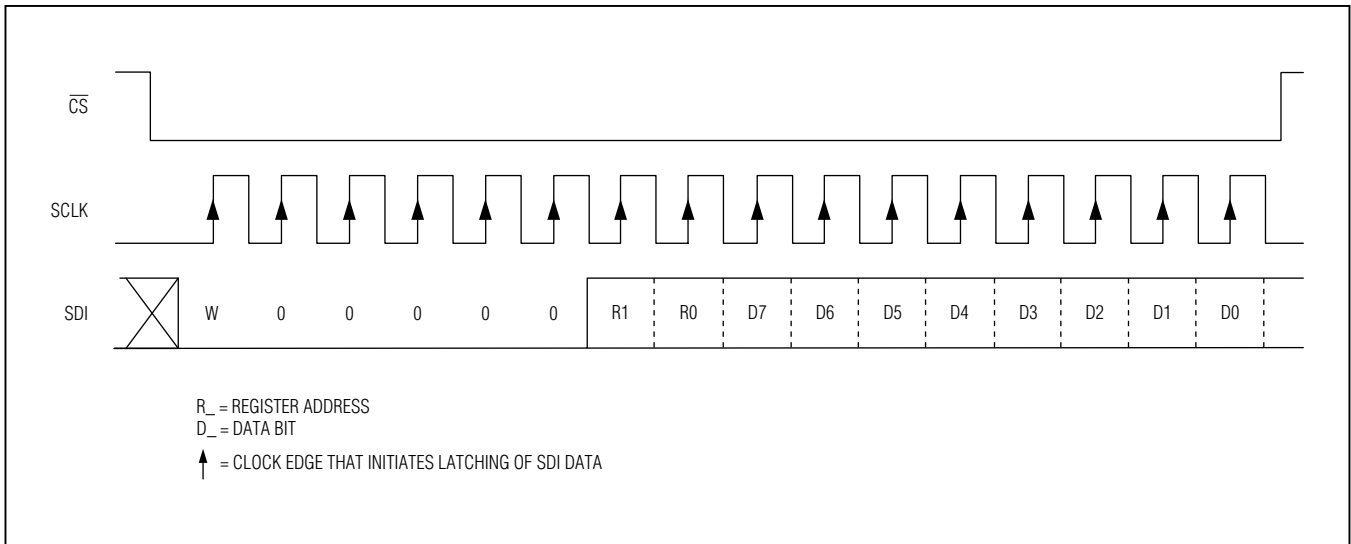 C̅S̅
SCLK
SDI W 0 0 0 0 0 R1 R0 D7 D6 D5 D4 D3 D2 D1 D0
R_ = REGISTER ADDRESS
D_ = DATA BIT
= CLOCK EDGE THAT INITIATES LATCHING OF SDI DATA